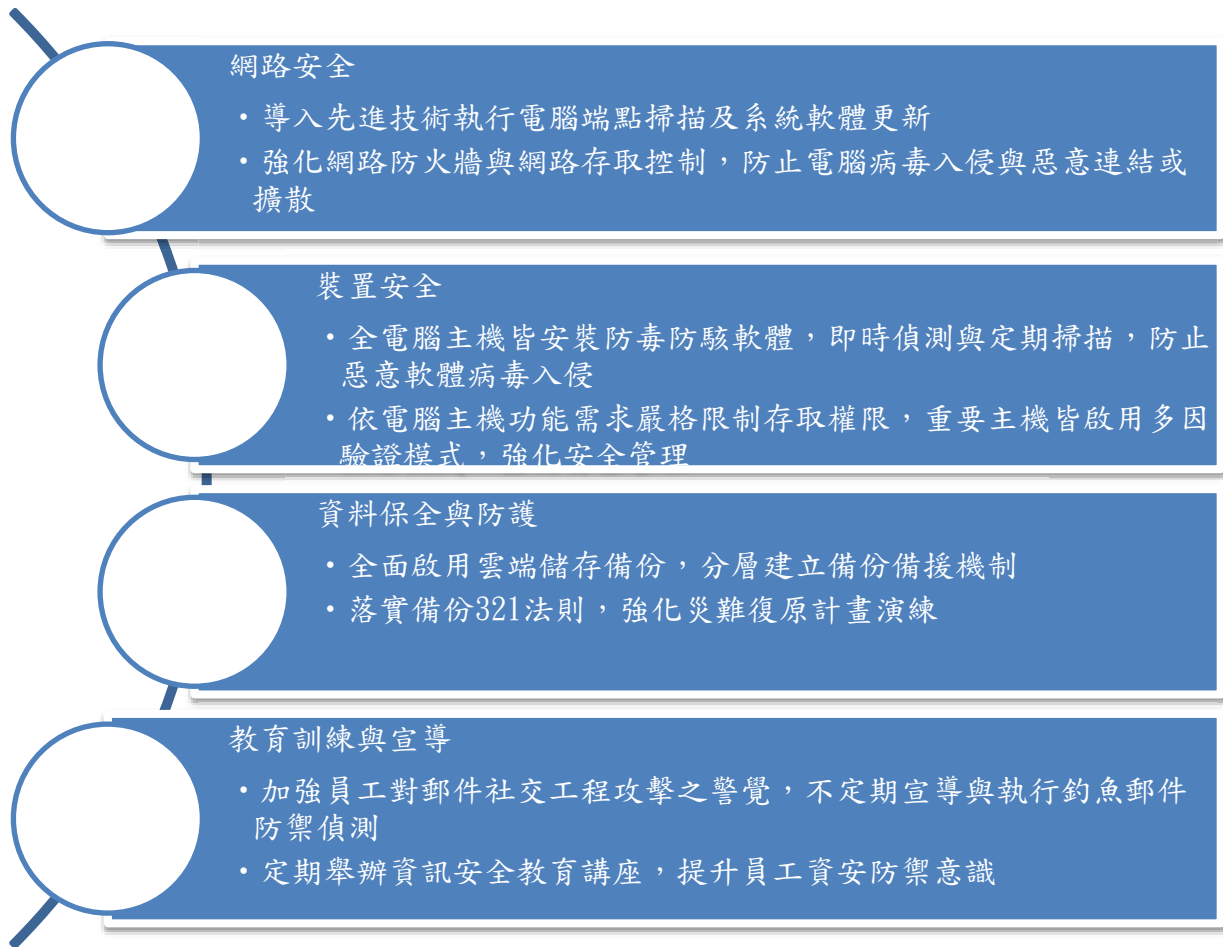 網路安全
・導入先進技術執行電腦端點掃描及系統軟體更新
・強化網路防火牆與網路存取控制，防止電腦病毒入侵與惡意連結或
擴散
裝置安全
・全電腦主機皆安裝防毒防駭軟體，即時偵測與定期掃描，防止
惡意軟體病毒入侵
・依電腦主機功能需求嚴格限制存取權限，重要主機皆啟用多因
驗證模式，強化安全管理
資料保全與防護
・全面啟用雲端儲存備份，分層建立備份備援機制
・落實備份321法則，強化災難復原計畫演練
教育訓練與宣導
・加強員工對郵件社交工程攻擊之警覺，不定期宣導與執行釣魚郵件
防禦偵測
・定期舉辦資訊安全教育講座，提升員工資安防禦意識